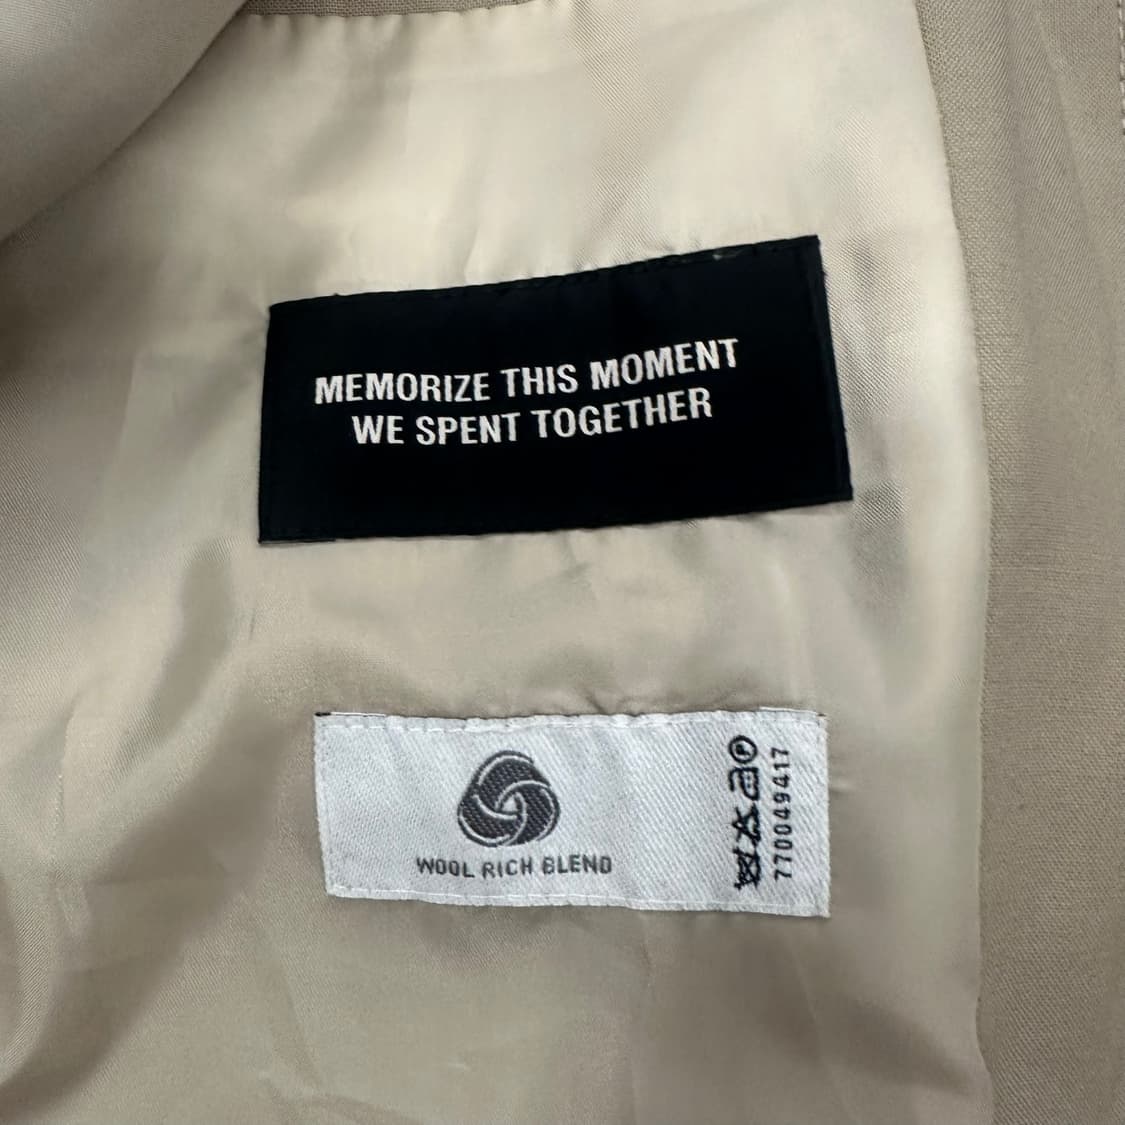 MEMORIZE THIS MOMENT
WE SPENT TOGETHER
WOOL RICH BLEND
770049417